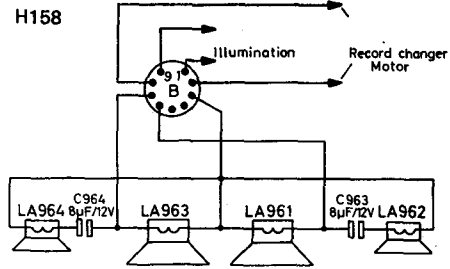 H158
Illumination
Record changer
Motor
9 1
B
C964
8µF/12V
LA964
LA963
LA961
C963
8µF/12V
LA962